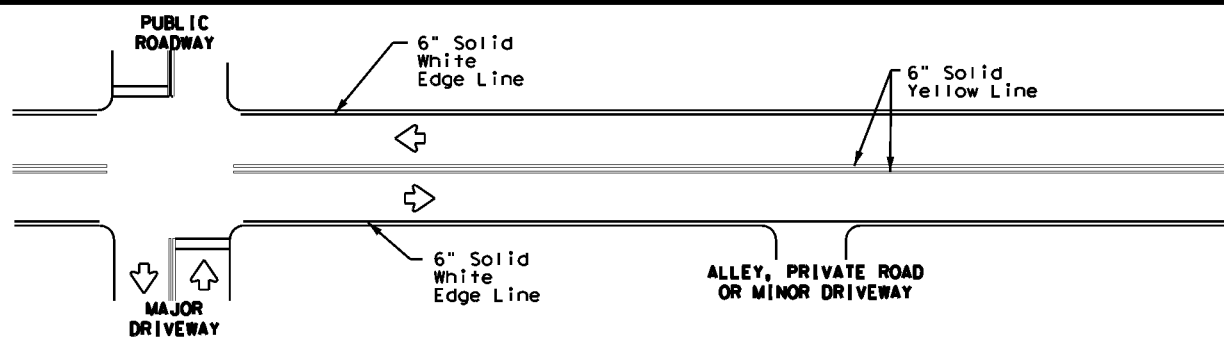 PUBLIC
ROADWAY
6" Solid
White
Edge Line
6" Solid
Yellow Line
6" Solid
White
Edge Line
ALLEY, PRIVATE ROAD
OR MINOR DRIVEWAY
MAJOR
DRIVEWAY